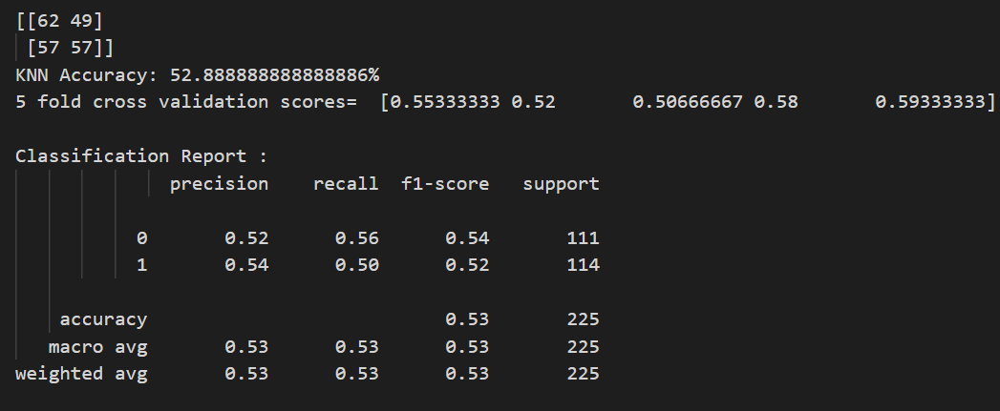 [[62 49]
[57 57]]
KNN Accuracy: 52.888888888888886%
5 fold cross validation scores=  [0.55333333 0.52       0.50666667 0.58       0.59333333]
Classification Report :
precision    recall  f1-score   support
0       0.52      0.56      0.54       111
1       0.54      0.50      0.52       114
accuracy                           0.53       225
macro avg       0.53      0.53      0.53       225
weighted avg       0.53      0.53      0.53       225